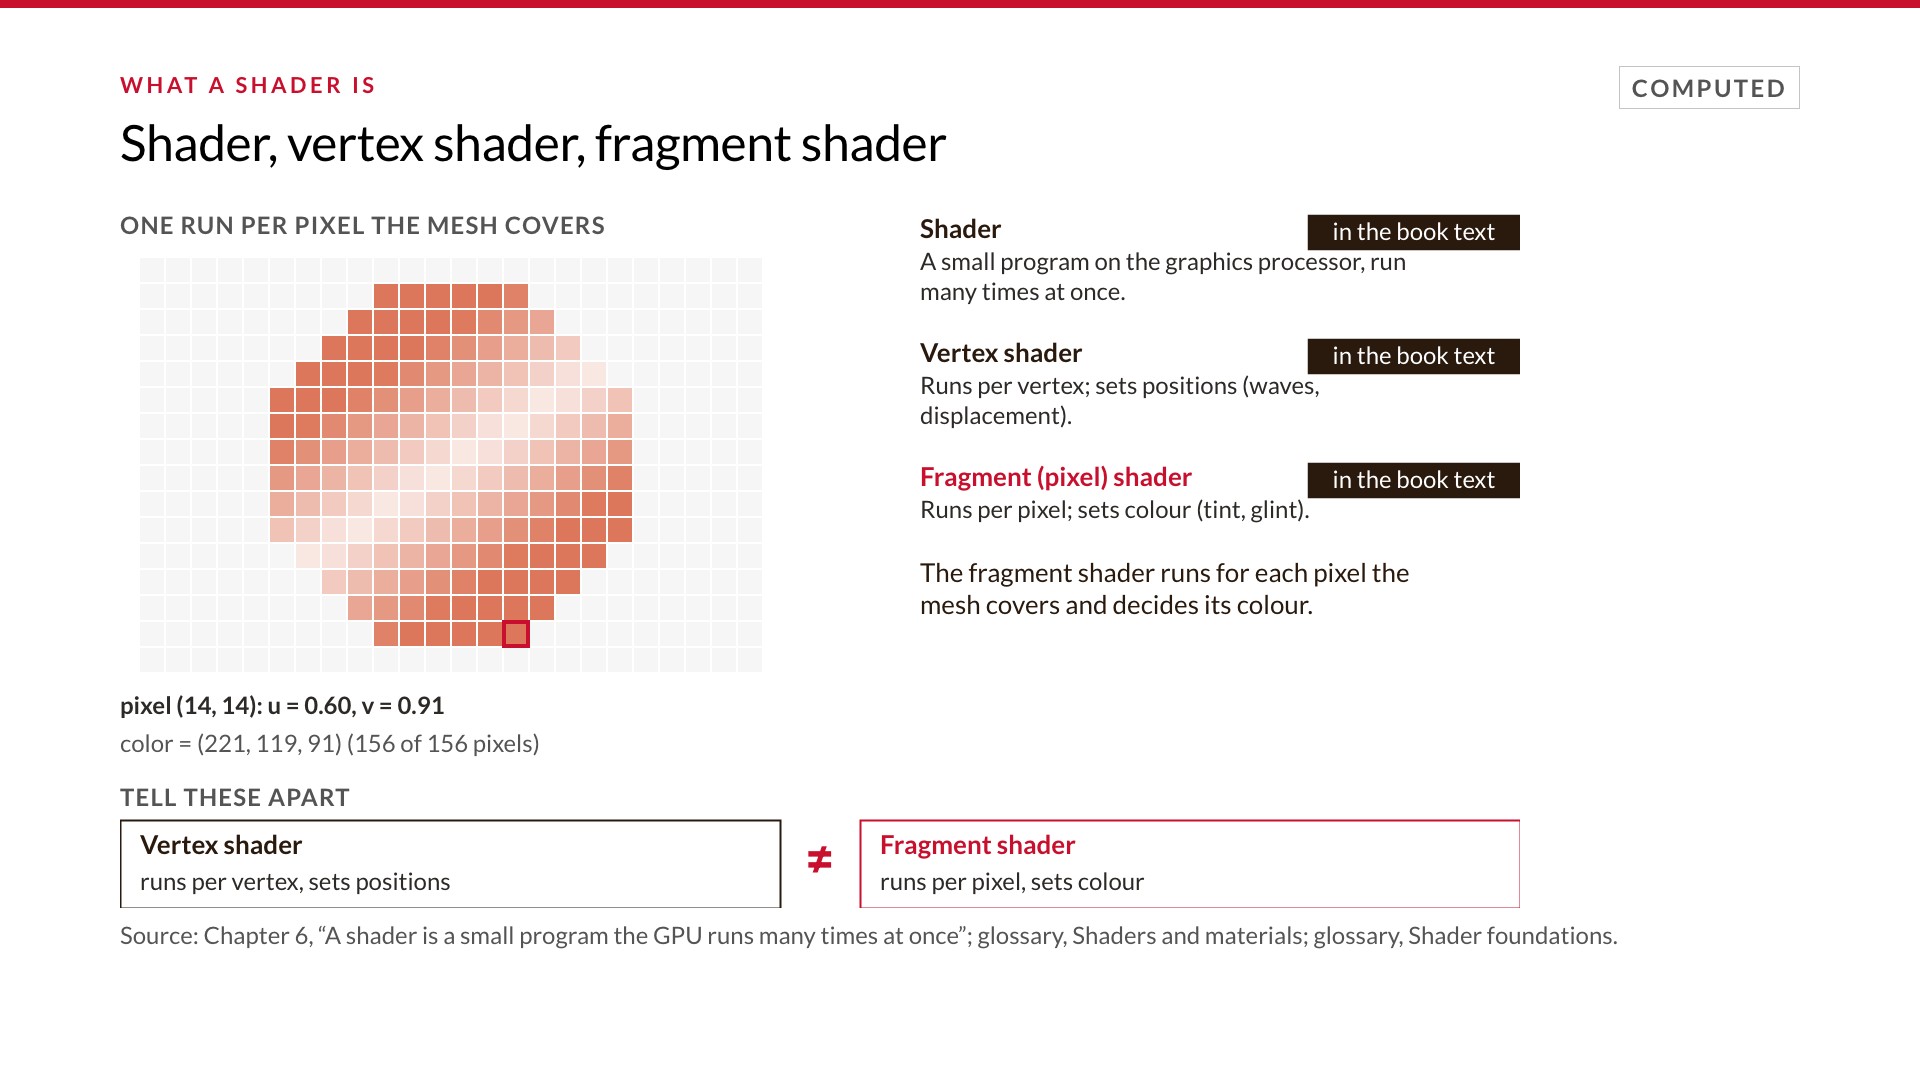 WHAT A SHADER IS
COMPUTED
Shader, vertex shader, fragment shader
ONE RUN PER PIXEL THE MESH COVERS
pixel (14, 14): u = 0.60, v = 0.91
color = (221, 119, 91) (156 of 156 pixels)
Shader
in the book text
A small program on the graphics processor, run
many times at once.
Vertex shader
in the book text
Runs per vertex; sets positions (waves,
displacement).
Fragment (pixel) shader
in the book text
Runs per pixel; sets colour (tint, glint).
The fragment shader runs for each pixel the
mesh covers and decides its colour.
TELL THESE APART
Vertex shader
runs per vertex, sets positions
≠
Fragment shader
runs per pixel, sets colour
Source: Chapter 6, “A shader is a small program the GPU runs many times at once”; glossary, Shaders and materials; glossary, Shader foundations.